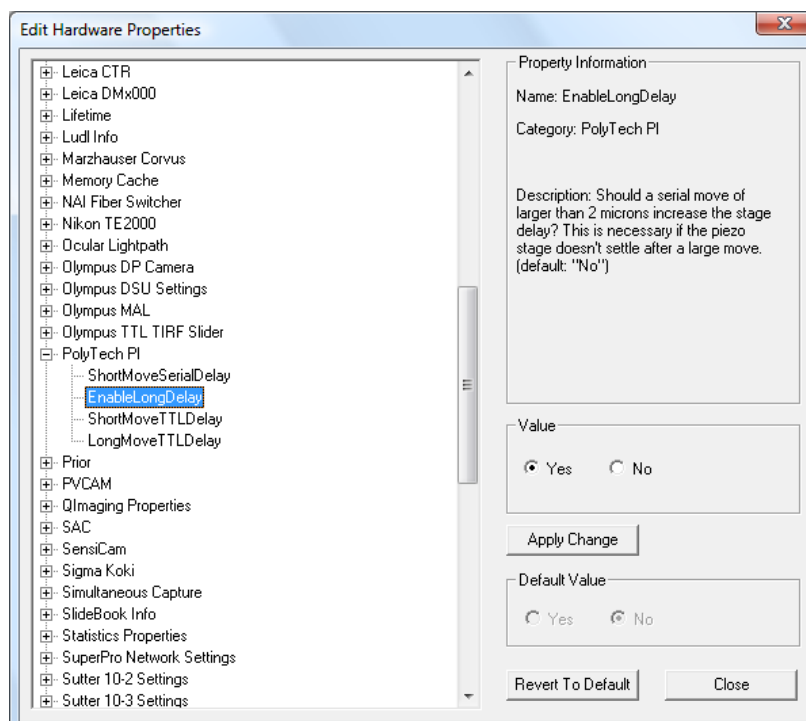 Edit Hardware Properties
Leica CTR
Leica DMx000
Lifetime
Ludl Info
Marzhauser Corvus
Memory Cache
NAI Fiber Switcher
Nikon TE2000
Ocular Lightpath
Olympus DP Camera
Olympus DSU Settings
Olympus MAL
Olympus TTL TIRF Slider
PolyTech PI
ShortMoveSerialDelay
EnableLongDelay
ShortMoveTTLDelay
LongMoveTTLDelay
Prior
PVCAM
QImaging Properties
SAC
SensiCam
Sigma Koki
Simultaneous Capture
SlideBook Info
Statistics Properties
SuperPro Network Settings
Sutter 10-2 Settings
Sutter 10-3 Settings
Property Information
Name: EnableLongDelay
Category: PolyTech PI
Description: Should a serial move of
larger than 2 microns increase the stage
delay? This is necessary if the piezo
stage doesn't settle after a large move.
(default: "No")
Value
Yes No
Apply Change
Default Value
Yes No
Revert To Default Close